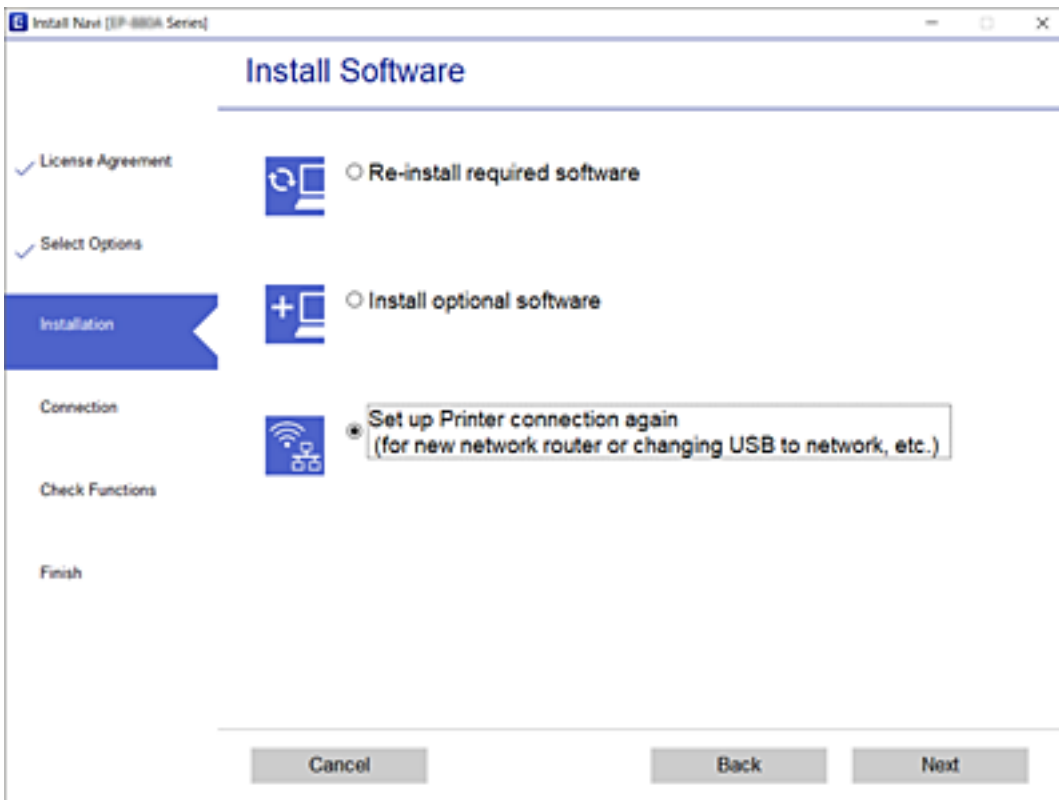 Install Navi [EP-880A Series]
Install Software
License Agreement
Select Options
Installation
Connection
Check Functions
Finish
Re-install required software
Install optional software
Set up Printer connection again
(for new network router or changing USB to network, etc.)
Cancel
Back
Next